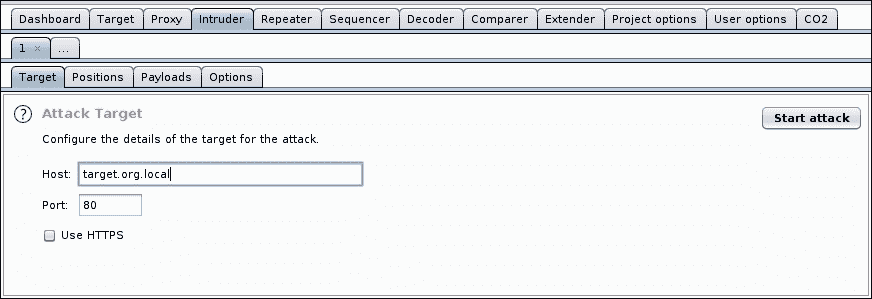 Dashboard Target Proxy Intruder Repeater Sequencer Decoder Comparer Extender Project options User options CO2
1 × ...
Target Positions Payloads Options
? Attack Target
Start attack
Configure the details of the target for the attack.
Host: target.org.local
Port: 80
Use HTTPS